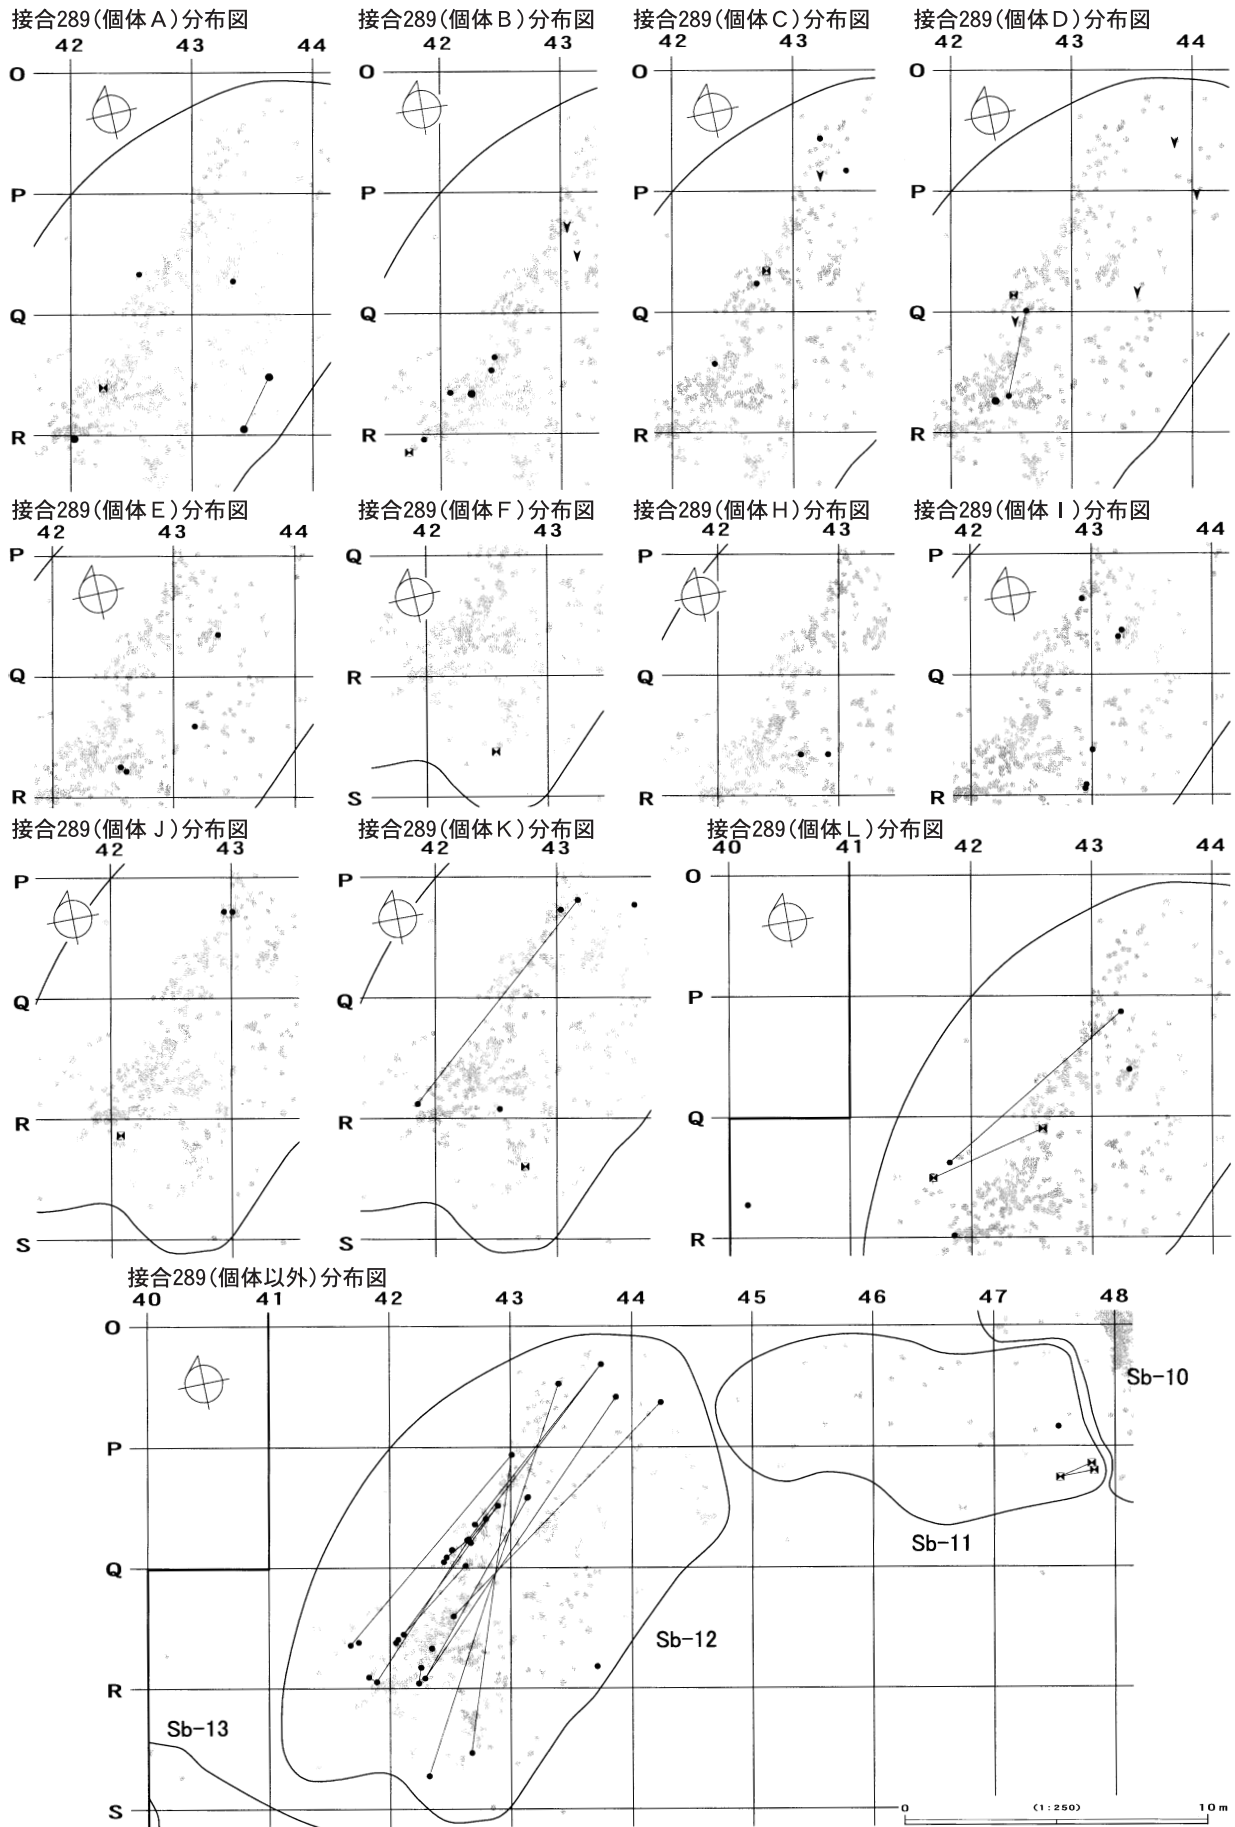 接合289(個体A)分布図
42 43 44
O
P
Q
R
接合289(個体B)分布図
42 43
O
P
Q
R
接合289(個体C)分布図
42 43
O
P
Q
R
接合289(個体D)分布図
42 43 44
O
P
Q
R
接合289(個体E)分布図
42 43 44
P
Q
R
接合289(個体F)分布図
42 43
Q
R
S
接合289(個体H)分布図
42 43
P
Q
R
接合289(個体I)分布図
42 43 44
P
Q
R
接合289(個体J)分布図
42 43
P
Q
R
S
接合289(個体K)分布図
42 43
P
Q
R
S
接合289(個体L)分布図
40 41 42 43 44
O
P
Q
R
接合289(個体以外)分布図
40 41 42 43 44 45 46 47 48
O
Sb-10
P
Sb-11
Q
Sb-12
R
Sb-13
S
0 (1:250) 10m